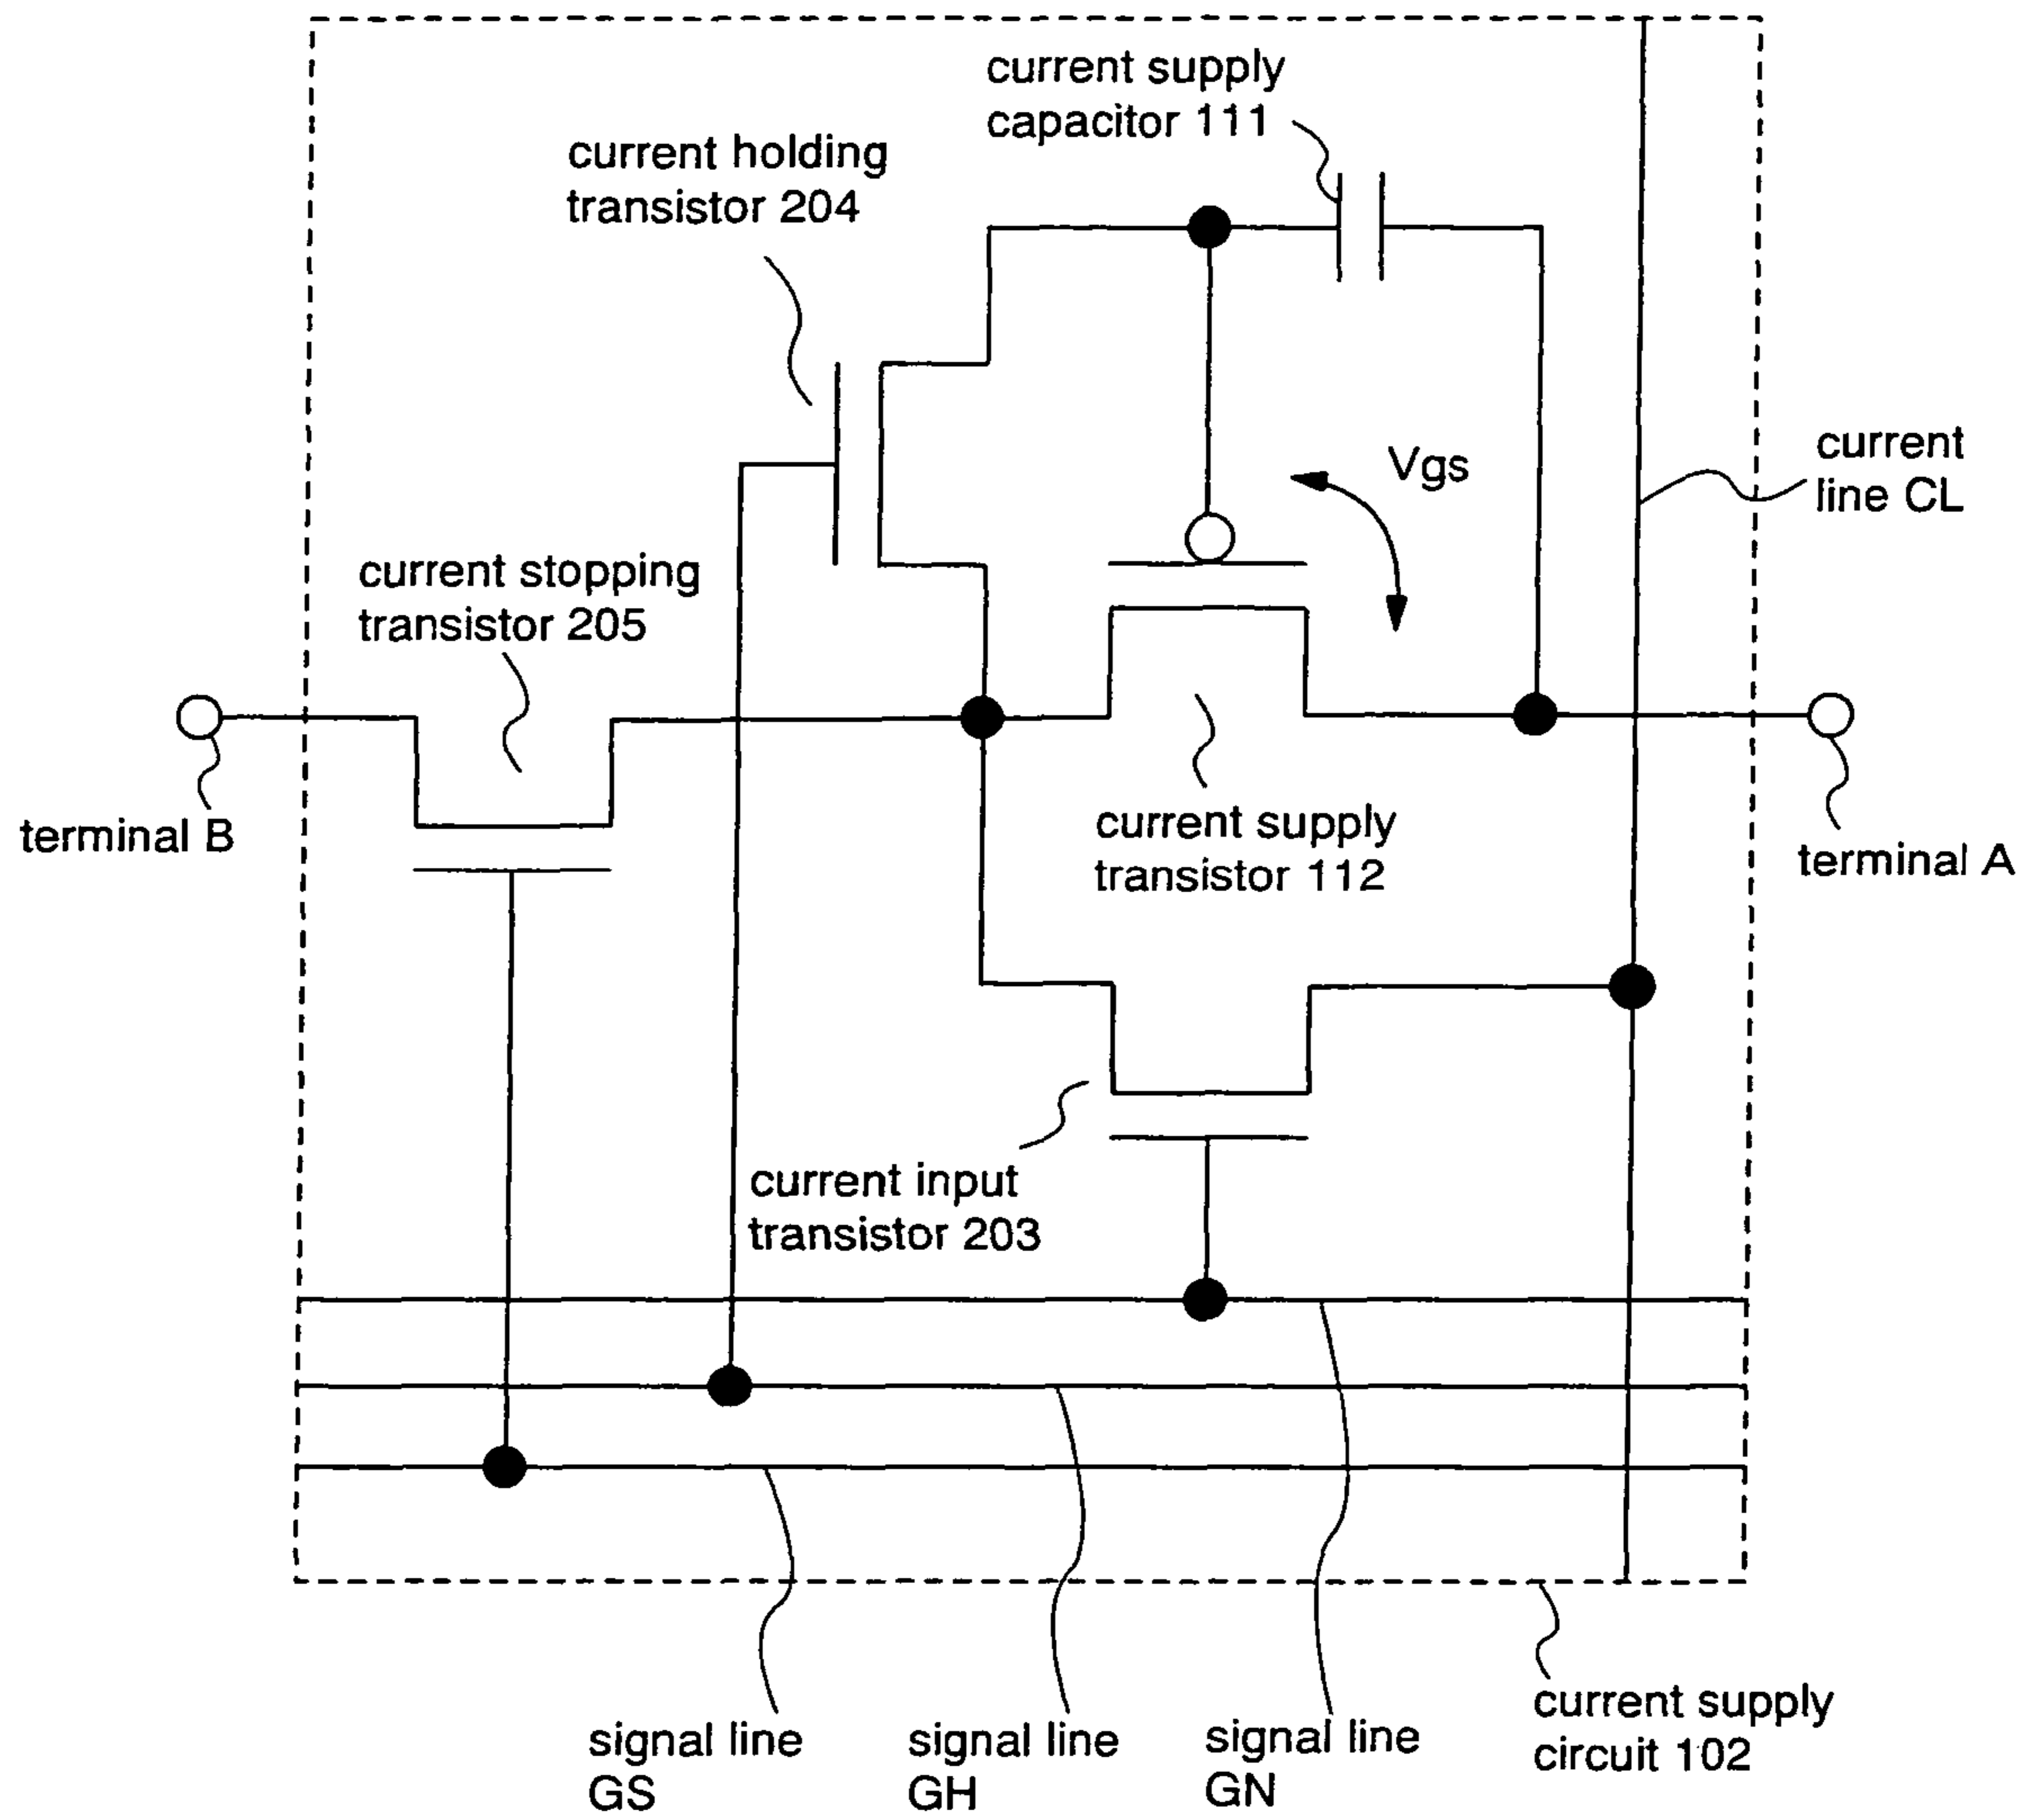 current supply
capacitor 111
current holding
transistor 204
Vgs
current
line CL
current stopping
transistor 205
terminal B
current supply
transistor 112
terminal A
current input
transistor 203
signal line
GS
signal line
GH
signal line
GN
current supply
circuit 102